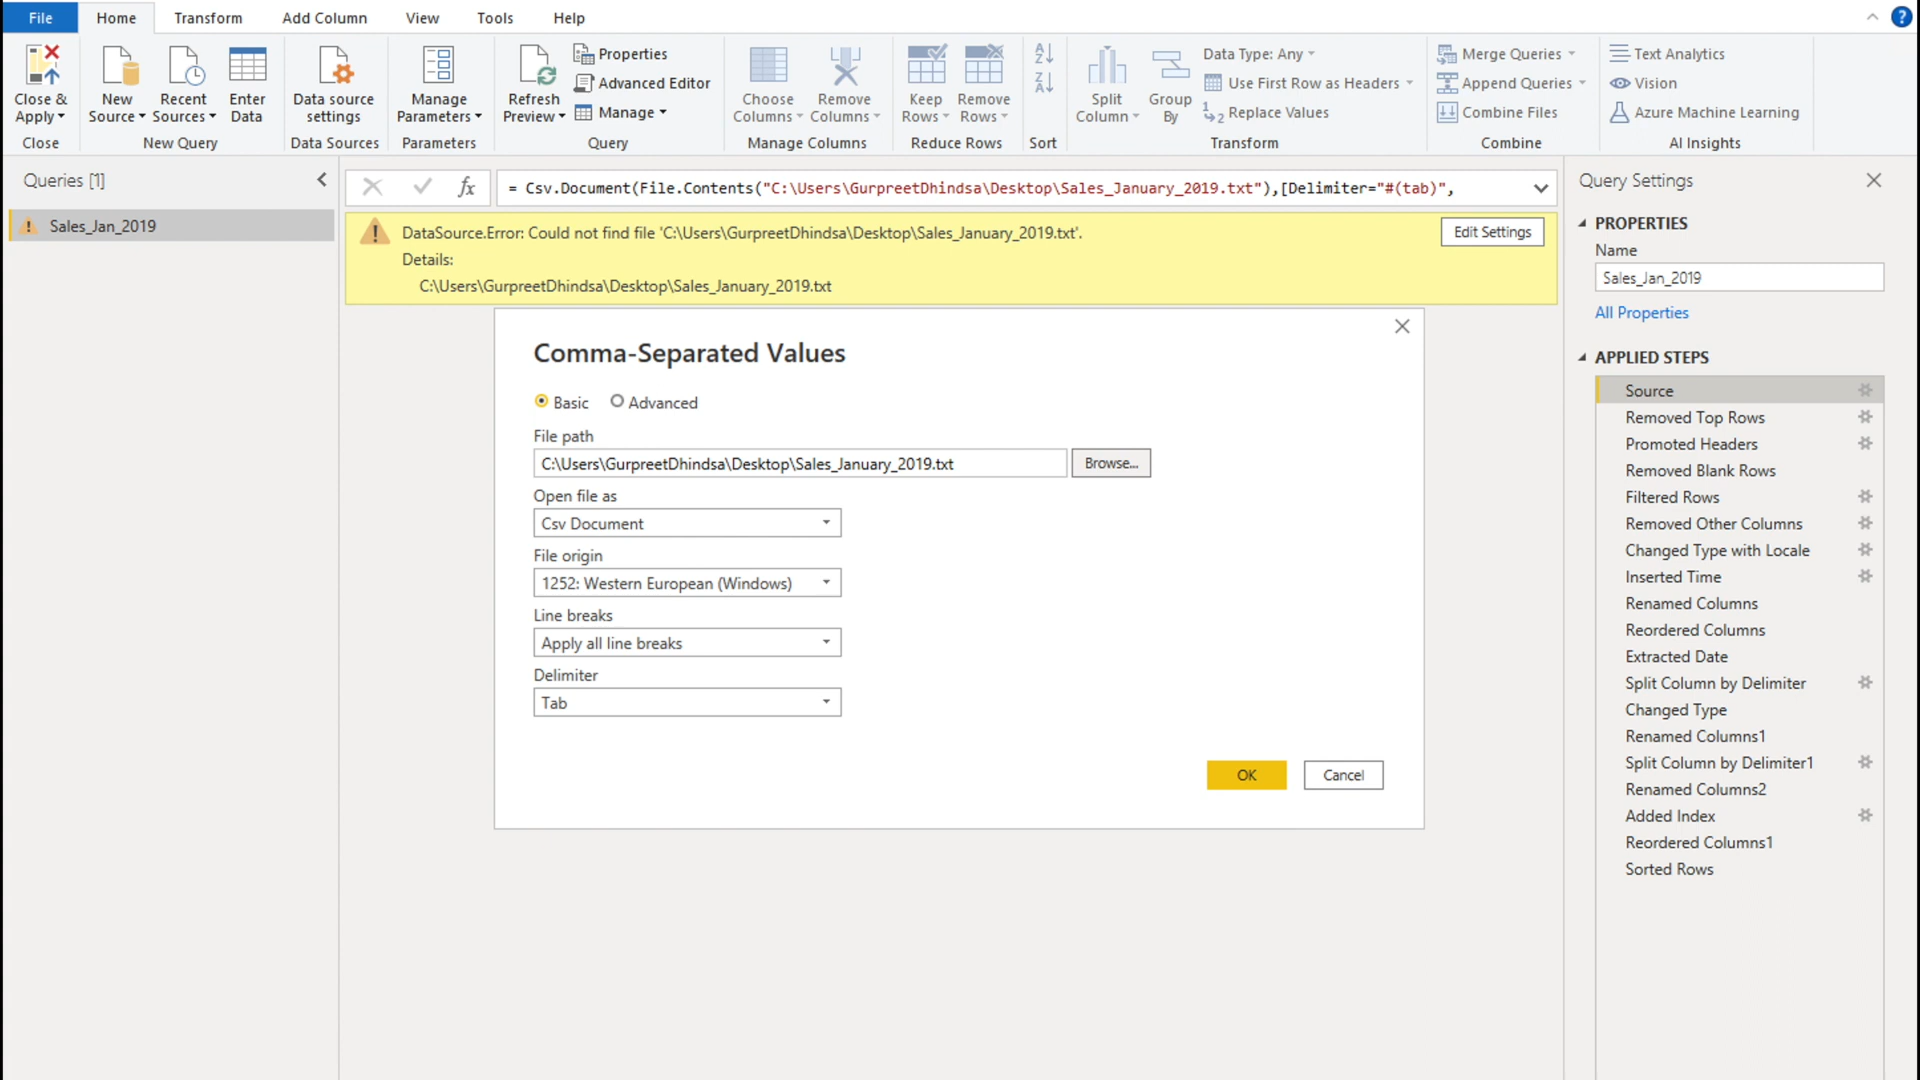 File Home Transform Add Column View Tools Help
Close & Apply
New Source
Recent Sources
Enter Data
Data source settings
Manage Parameters
Refresh Preview
Properties
Advanced Editor
Manage
Choose Columns
Remove Columns
Keep Rows
Remove Rows
Split Column
Group By
Data Type: Any
Use First Row as Headers
Replace Values
Merge Queries
Append Queries
Combine Files
Text Analytics
Vision
Azure Machine Learning
Close New Query Data Sources Parameters Query Manage Columns Reduce Rows Sort Transform Combine AI Insights
Queries [1]
Sales_Jan_2019
fx
= Csv.Document(File.Contents("C:\Users\GurpreetDhindsa\Desktop\Sales_January_2019.txt"),[Delimiter="#(tab)",
DataSource.Error: Could not find file 'C:\Users\GurpreetDhindsa\Desktop\Sales_January_2019.txt'.
Edit Settings
Details:
C:\Users\GurpreetDhindsa\Desktop\Sales_January_2019.txt
Comma-Separated Values
Basic Advanced
File path
C:\Users\GurpreetDhindsa\Desktop\Sales_January_2019.txt
Browse...
Open file as
Csv Document
File origin
1252: Western European (Windows)
Line breaks
Apply all line breaks
Delimiter
Tab
OK Cancel
Query Settings
PROPERTIES
Name
Sales_Jan_2019
All Properties
APPLIED STEPS
Source
Removed Top Rows
Promoted Headers
Removed Blank Rows
Filtered Rows
Removed Other Columns
Changed Type with Locale
Inserted Time
Renamed Columns
Reordered Columns
Extracted Date
Split Column by Delimiter
Changed Type
Renamed Columns1
Split Column by Delimiter1
Renamed Columns2
Added Index
Reordered Columns1
Sorted Rows